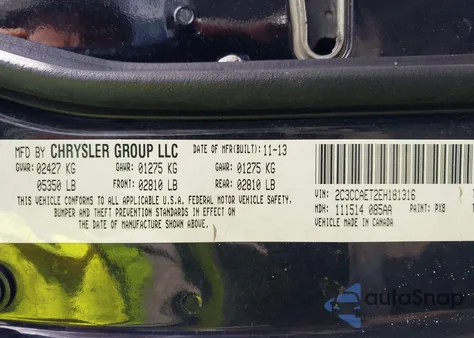 MFD BY CHRYSLER GROUP LLC DATE OF MFR(BUILT): 11-13
GVWR: 02427 KG GAWR: 01275 KG GAWR: 01275 KG
05350 LB FRONT: 02810 LB REAR: 02810 LB
THIS VEHICLE CONFORMS TO ALL APPLICABLE U.S.A. FEDERAL MOTOR VEHICLE SAFETY,
BUMPER AND THEFT PREVENTION STANDARDS IN EFFECT ON
THE DATE OF MANUFACTURE SHOWN ABOVE.
VIN: 2C3CCAET2EH181316
MDH: 111514 085AA PAINT: PX8
VEHICLE MADE IN CANADA
autoSnap